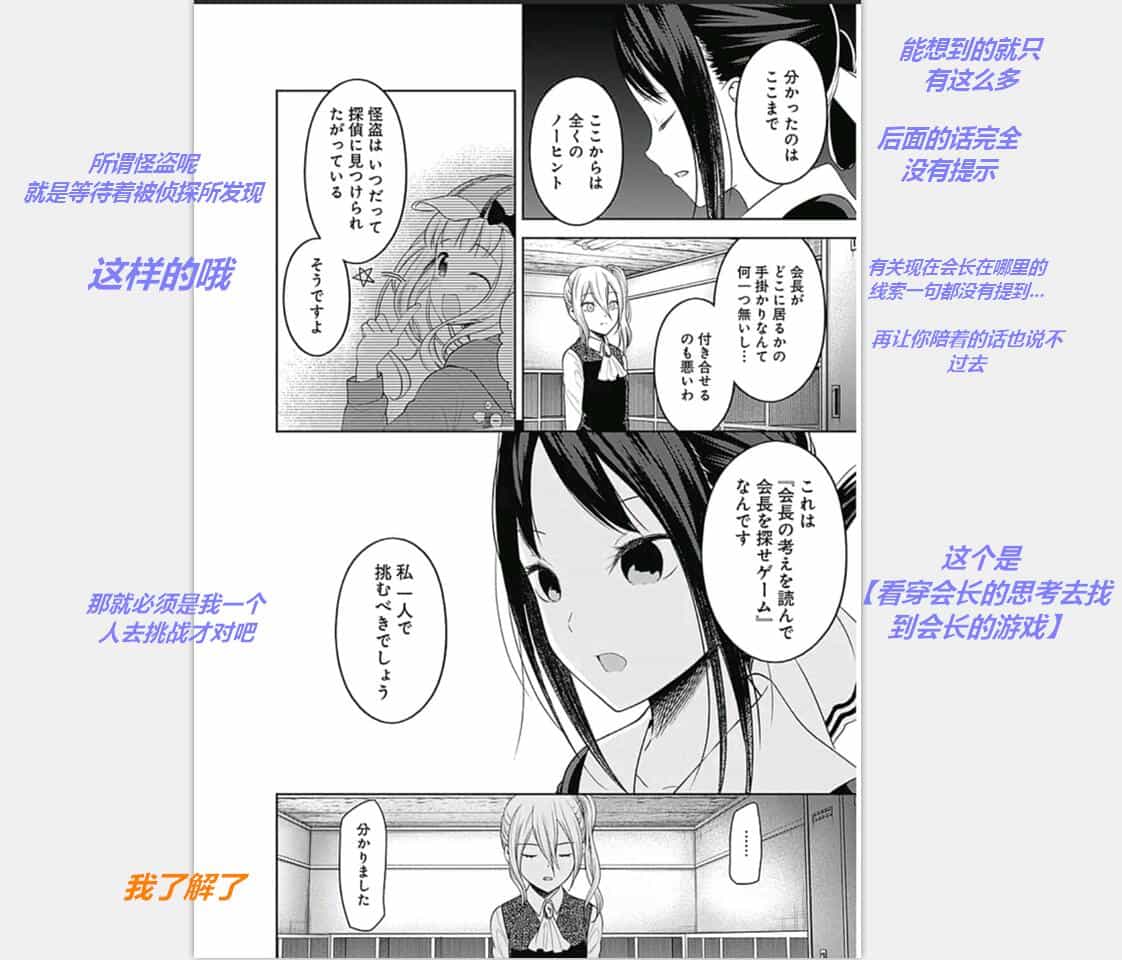 分かったのは
ここまで
ここからは
全くの
ノーヒント
怪盗はいつだって
探偵に見つけられ
たがっている
そうですよ
会長が
どこに居るかの
手掛かりなんて
何一つ無いし…
付き合せる
のも悪いわ
これは
『会長の考えを読んで
会長を探せゲーム』
なんです
私一人で
挑むべきでしょう
……
分かりました
能想到的就只
有这么多
后面的话完全
没有提示
所谓怪盗呢
就是等待着被侦探所发现
这样的哦
有关现在会长在哪里的
线索一句都没有提到...
再让你陪着的话也说不
过去
这个是
【看穿会长的思考去找
到会长的游戏】
那就必须是我一个
人去挑战才对吧
我了解了